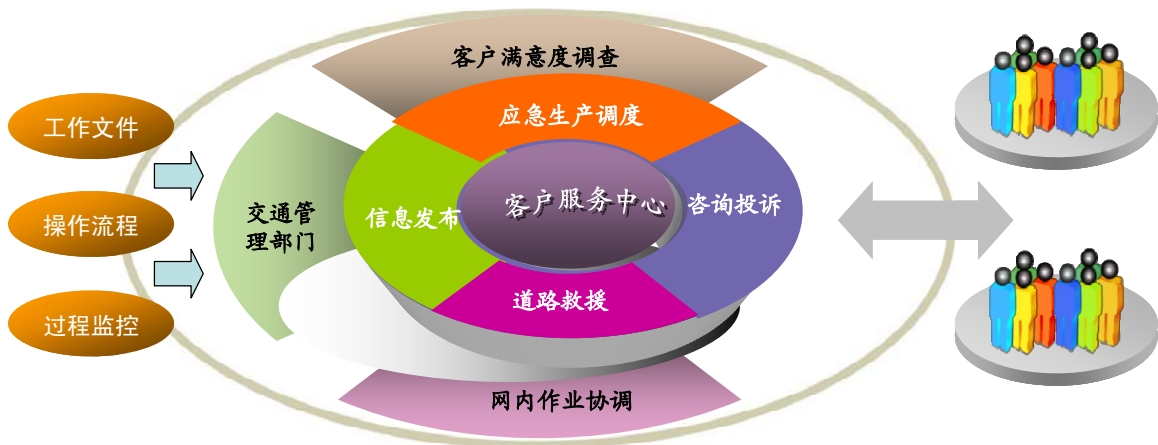 客户满意度调查
应急生产调度
工作文件
操作流程
过程监控
交通管
理部门
信息发布
客户服务中心
咨询投诉
道路救援
网内作业协调